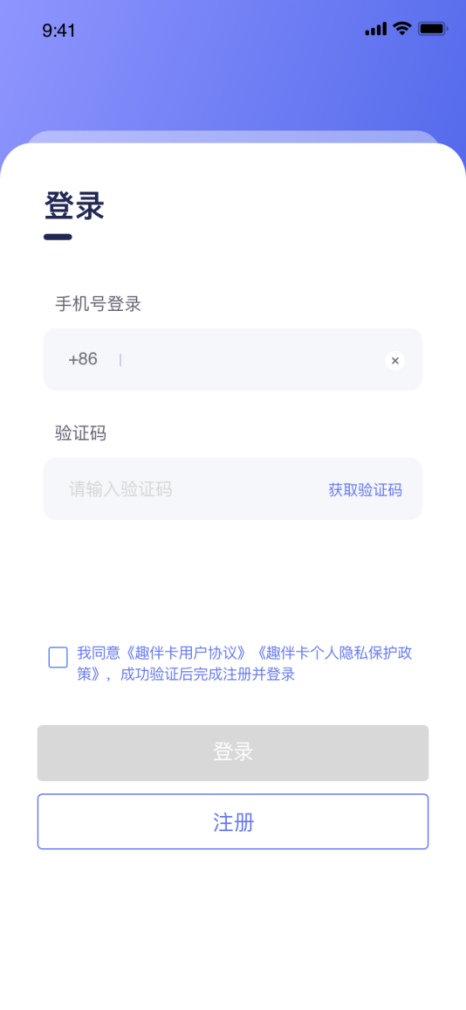 9:41
登录
手机号登录
+86
验证码
请输入验证码 获取验证码
我同意《趣伴卡用户协议》《趣伴卡个人隐私保护政
策》，成功验证后完成注册并登录
登录
注册